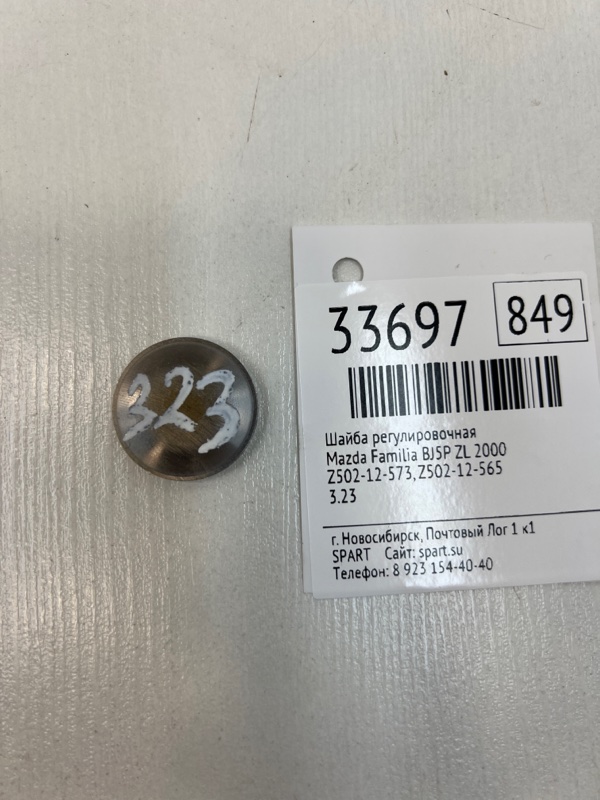 323
33697 849
Шайба регулировочная
Mazda Familia BJ5P ZL 2000
Z502-12-573, Z502-12-565
3.23
г. Новосибирск, Почтовый Лог 1 к1
SPART Сайт: spart.su
Телефон: 8 923 154-40-40